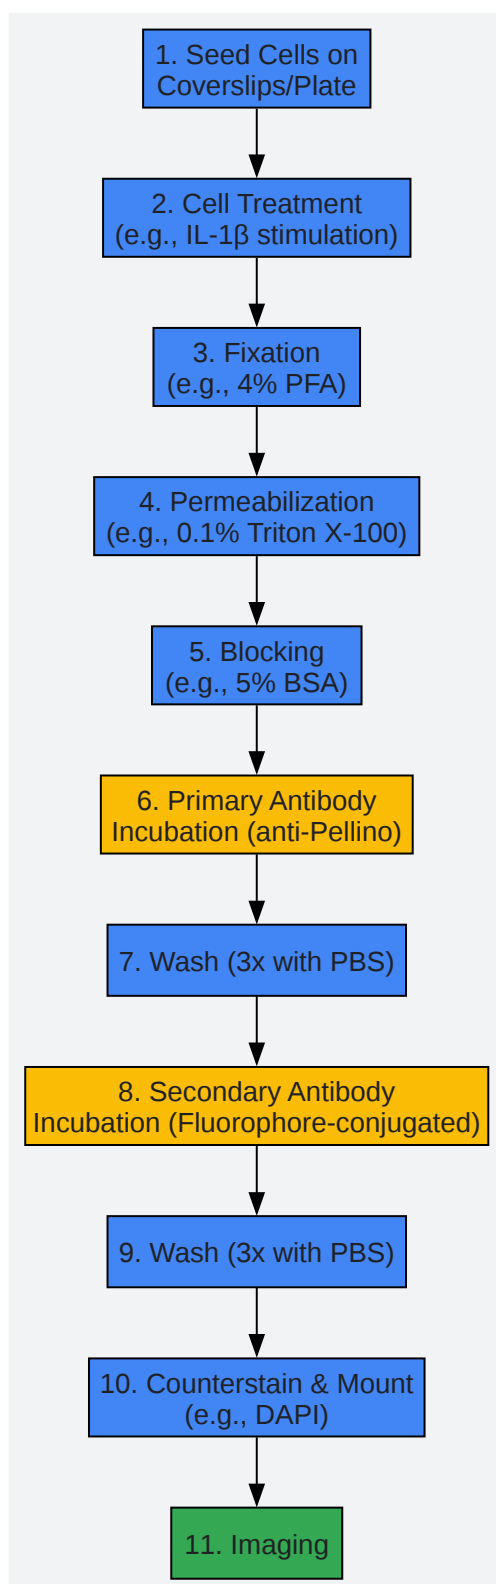 1. Seed Cells on
Coverslips/Plate
2. Cell Treatment
(e.g., IL-1β stimulation)
3. Fixation
(e.g., 4% PFA)
4. Permeabilization
(e.g., 0.1% Triton X-100)
5. Blocking
(e.g., 5% BSA)
6. Primary Antibody
Incubation (anti-Pellino)
7. Wash (3x with PBS)
8. Secondary Antibody
Incubation (Fluorophore-conjugated)
9. Wash (3x with PBS)
10. Counterstain & Mount
(e.g., DAPI)
11. Imaging